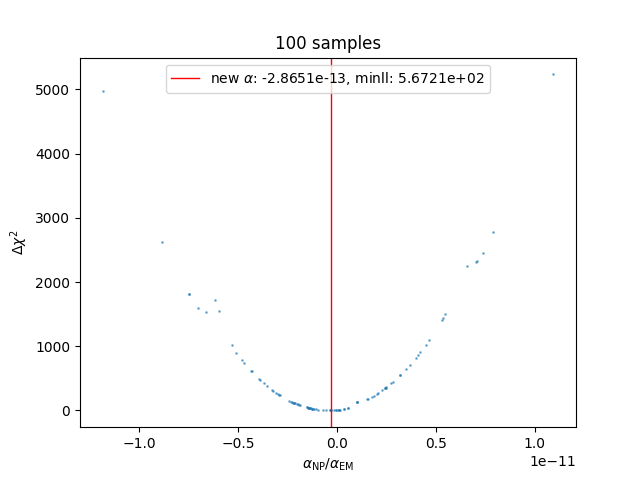 100 samples
new α: -2.8651e-13, minll: 5.6721e+02
5000
4000
3000
2000
1000
0
Δχ²
−1.0
−0.5
0.0
0.5
1.0
1e−11
α_NP/α_EM